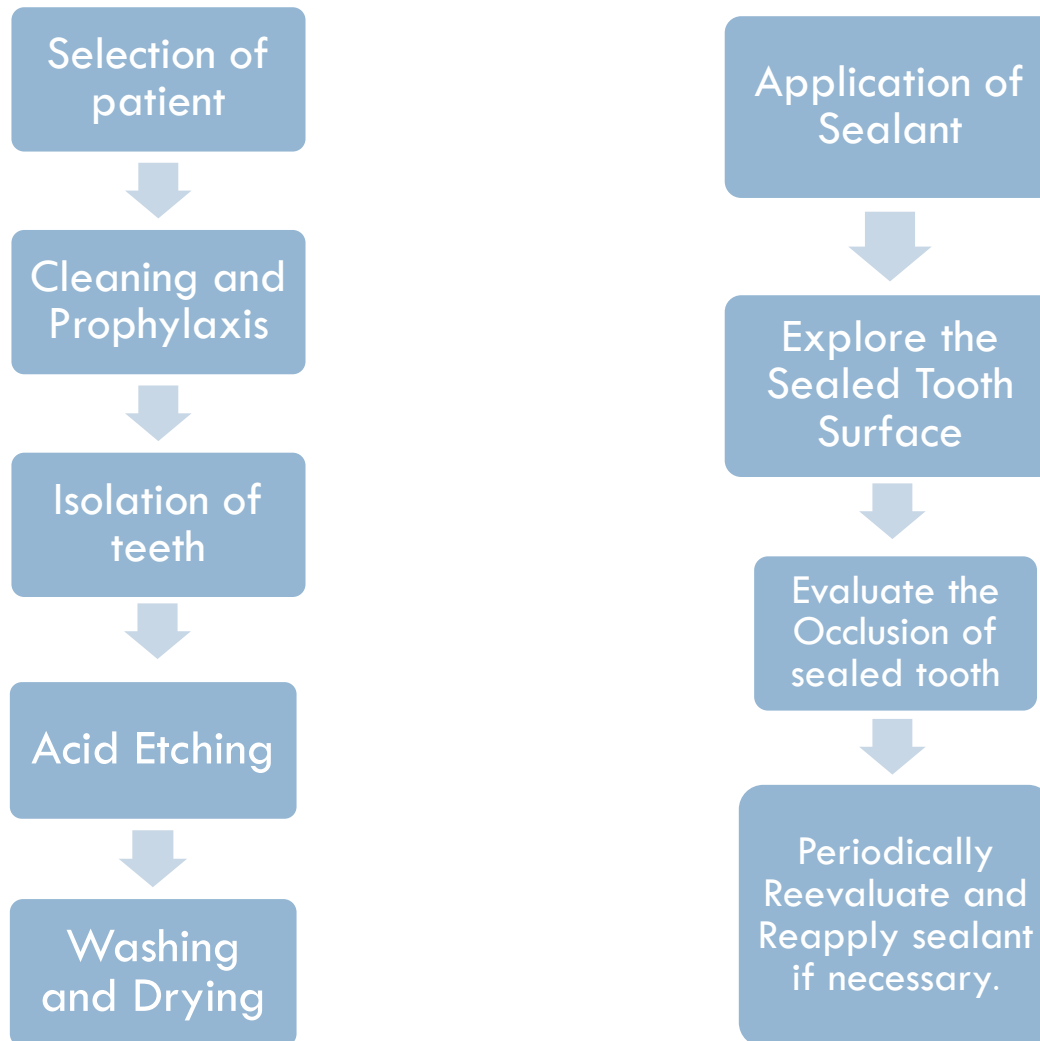 Selection of
patient
Cleaning and
Prophylaxis
Isolation of
teeth
Acid Etching
Washing
and Drying
Application of
Sealant
Explore the
Sealed Tooth
Surface
Evaluate the
Occlusion of
sealed tooth
Periodically
Reevaluate and
Reapply sealant
if necessary.